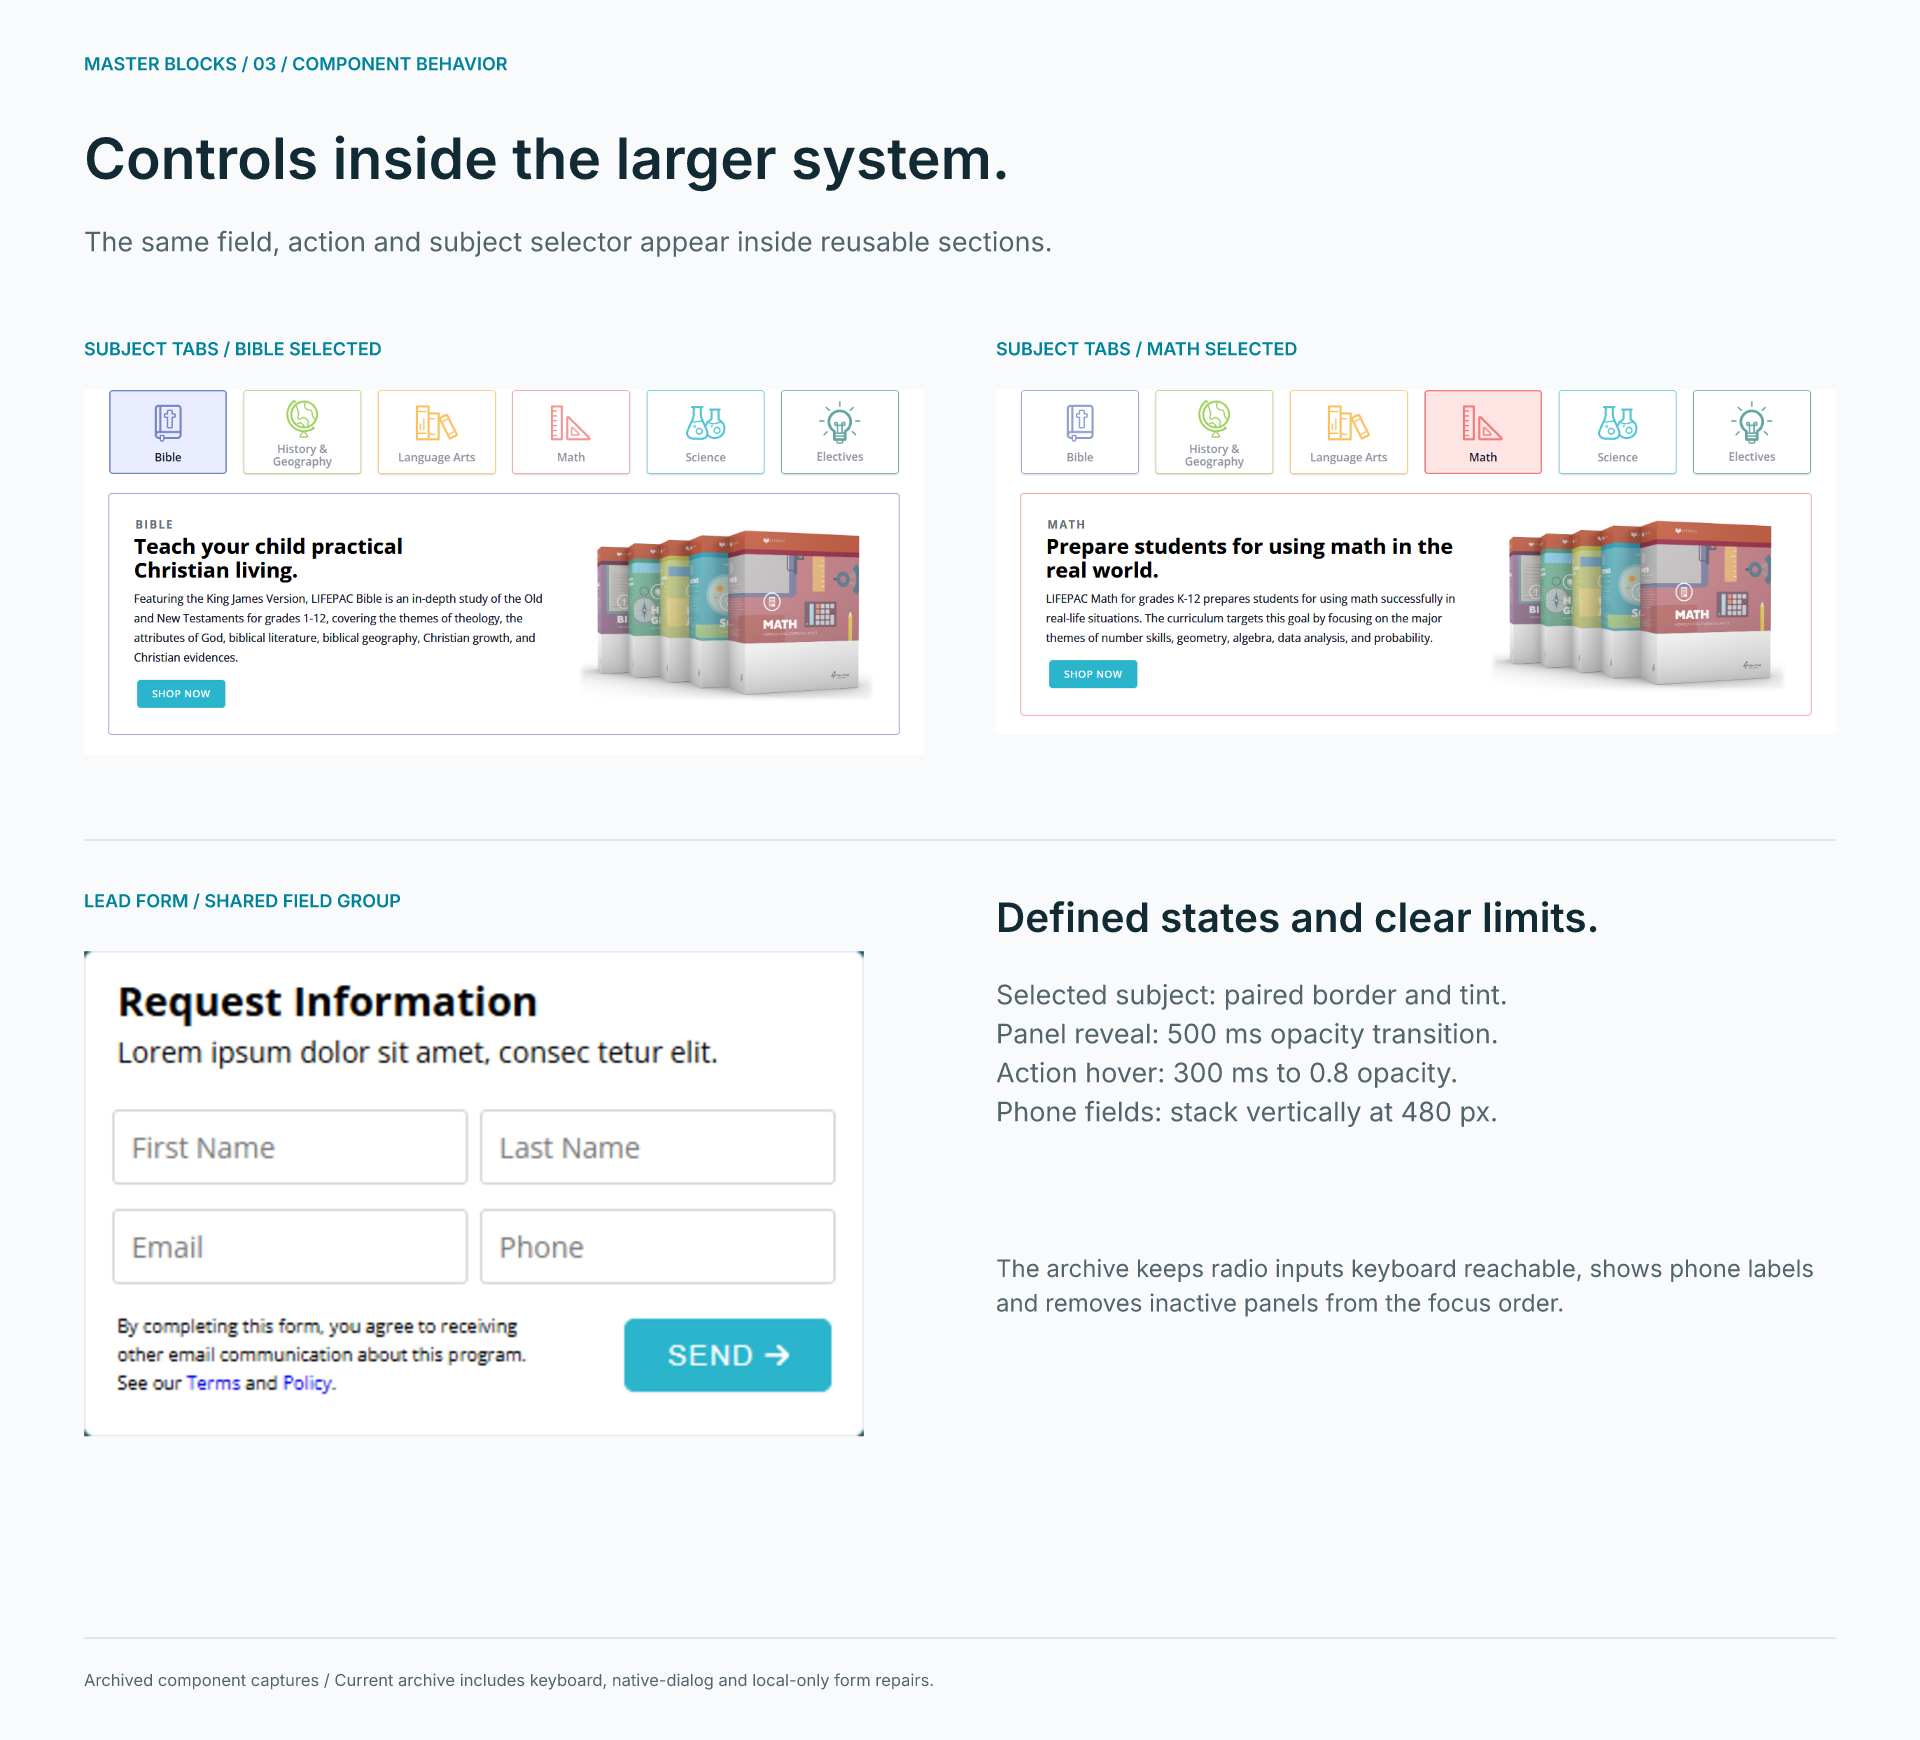 MASTER BLOCKS / 03 / COMPONENT BEHAVIOR
Controls inside the larger system.
The same field, action and subject selector appear inside reusable sections.
SUBJECT TABS / BIBLE SELECTED
Bible
History &
Geography
Language Arts
Math
Science
Electives
BIBLE
Teach your child practical
Christian living.
Featuring the King James Version, LIFEPAC Bible is an in-depth study of the Old
and New Testaments for grades 1-12, covering the themes of theology, the
attributes of God, biblical literature, biblical geography, Christian growth, and
Christian evidences.
SHOP NOW
MATH
SUBJECT TABS / MATH SELECTED
Bible
History &
Geography
Language Arts
Math
Science
Electives
MATH
Prepare students for using math in the
real world.
LIFEPAC Math for grades K-12 prepares students for using math successfully in
real-life situations. The curriculum targets this goal by focusing on the major
themes of number skills, geometry, algebra, data analysis, and probability.
SHOP NOW
MATH
LEAD FORM / SHARED FIELD GROUP
Request Information
Lorem ipsum dolor sit amet, consec tetur elit.
First Name
Last Name
Email
Phone
By completing this form, you agree to receiving
other email communication about this program.
See our Terms and Policy.
SEND →
Defined states and clear limits.
Selected subject: paired border and tint.
Panel reveal: 500 ms opacity transition.
Action hover: 300 ms to 0.8 opacity.
Phone fields: stack vertically at 480 px.
The archive keeps radio inputs keyboard reachable, shows phone labels
and removes inactive panels from the focus order.
Archived component captures / Current archive includes keyboard, native-dialog and local-only form repairs.